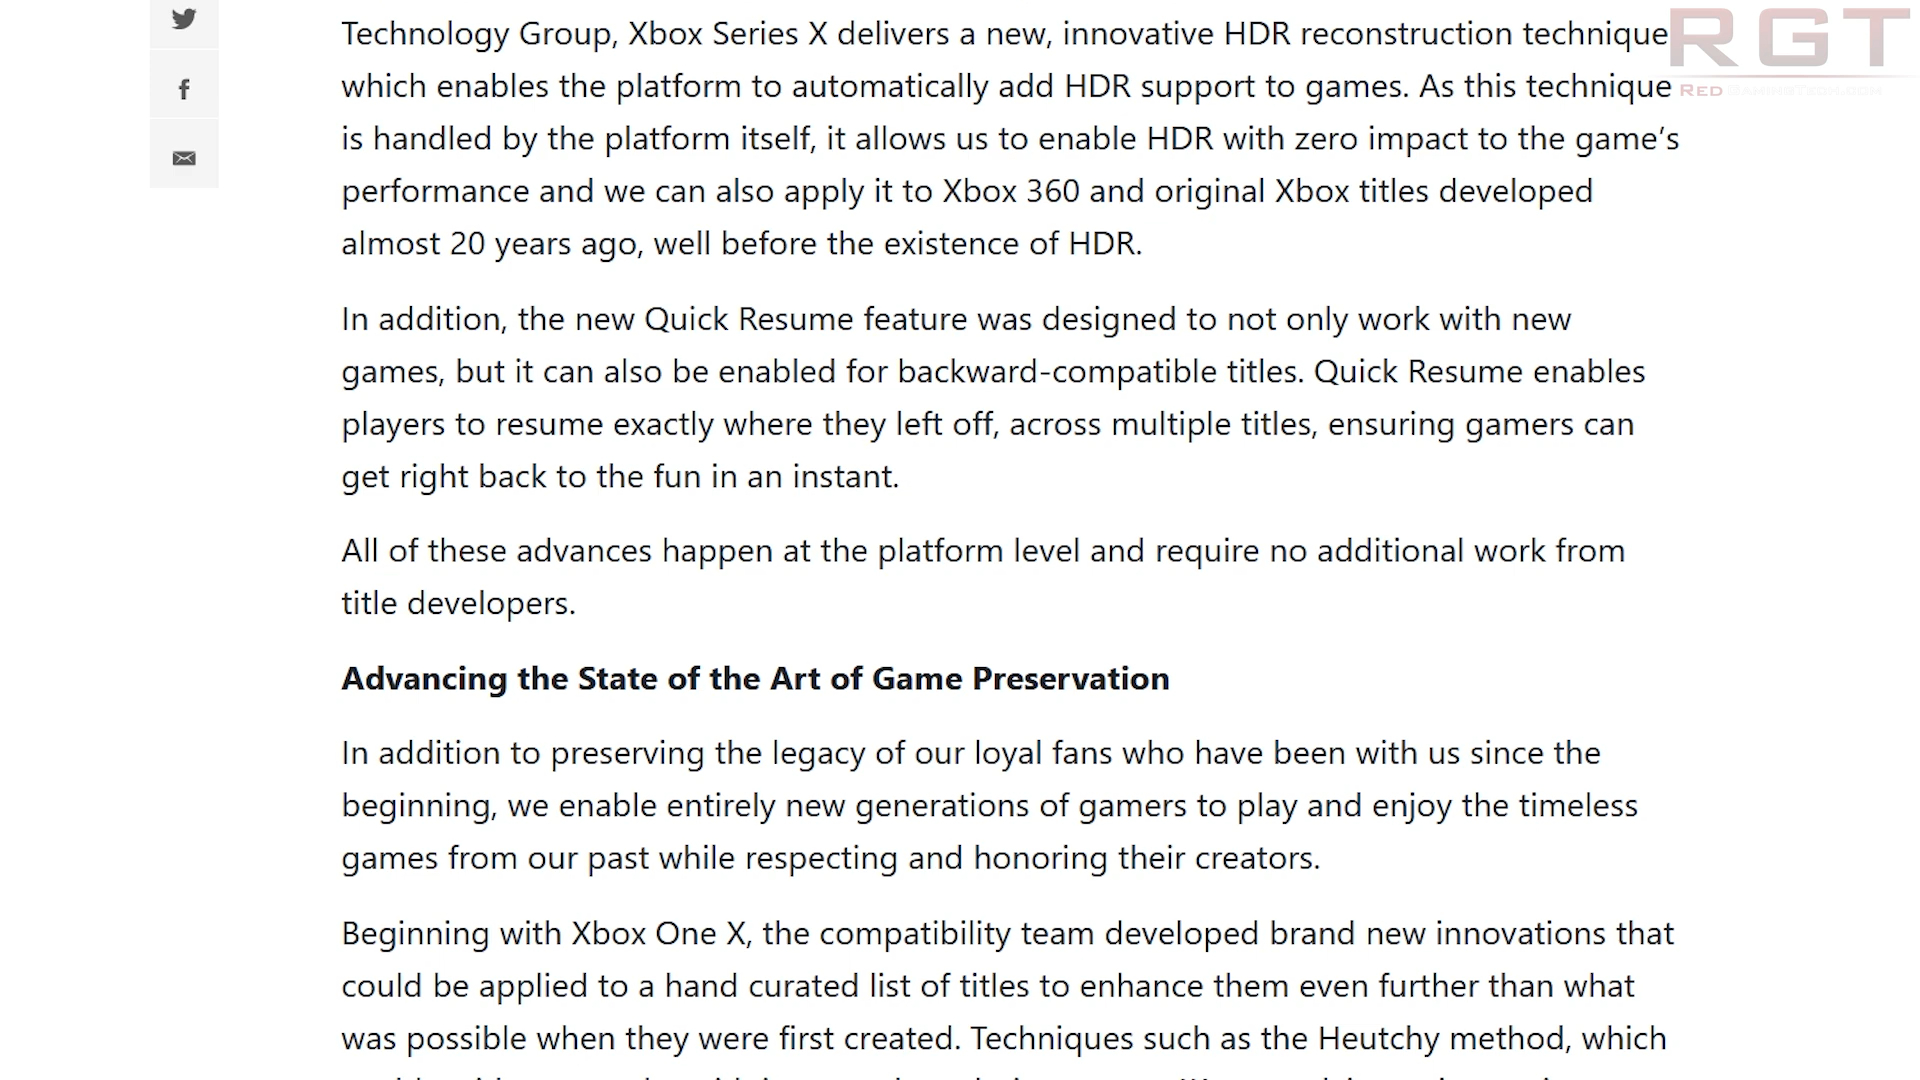 Technology Group, Xbox Series X delivers a new, innovative HDR reconstruction technique
which enables the platform to automatically add HDR support to games. As this technique
is handled by the platform itself, it allows us to enable HDR with zero impact to the game’s
performance and we can also apply it to Xbox 360 and original Xbox titles developed
almost 20 years ago, well before the existence of HDR.
In addition, the new Quick Resume feature was designed to not only work with new
games, but it can also be enabled for backward-compatible titles. Quick Resume enables
players to resume exactly where they left off, across multiple titles, ensuring gamers can
get right back to the fun in an instant.
All of these advances happen at the platform level and require no additional work from
title developers.
Advancing the State of the Art of Game Preservation
In addition to preserving the legacy of our loyal fans who have been with us since the
beginning, we enable entirely new generations of gamers to play and enjoy the timeless
games from our past while respecting and honoring their creators.
Beginning with Xbox One X, the compatibility team developed brand new innovations that
could be applied to a hand curated list of titles to enhance them even further than what
was possible when they were first created. Techniques such as the Heutchy method, which
RGT
RED GAMINGTECH.COM